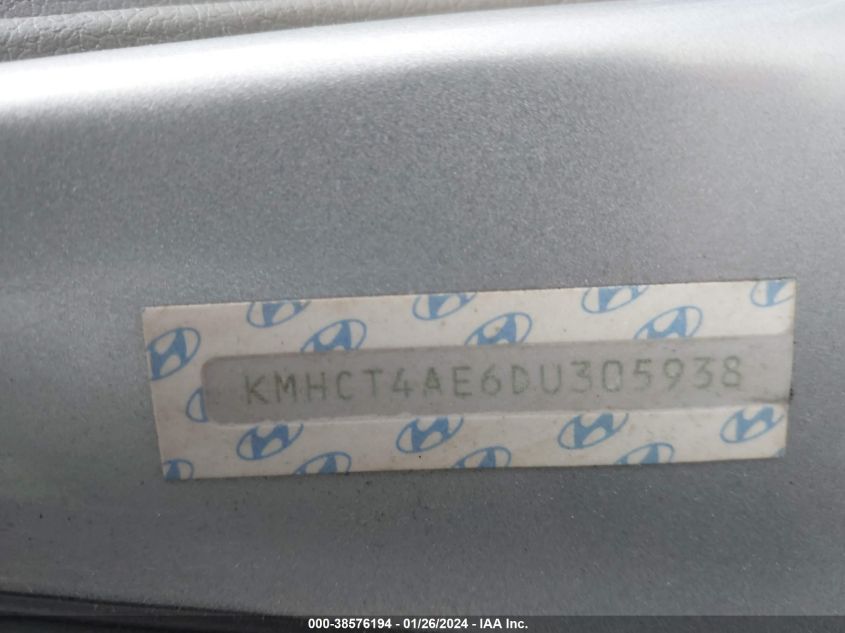 KMHCT4AE6DU305938
000-38576194 - 01/26/2024 - IAA Inc.